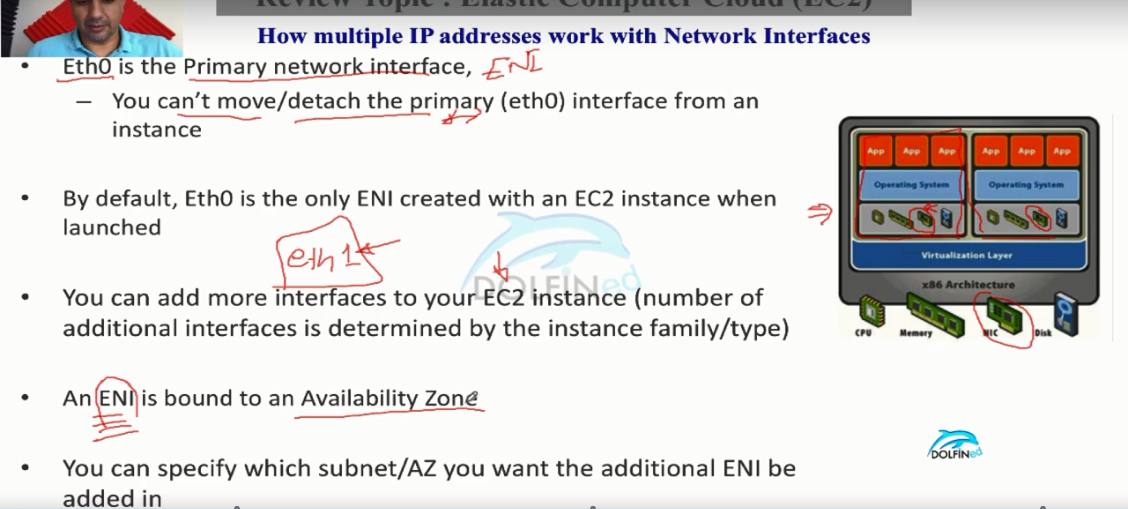 Review Topic : Elastic Computer Cloud (EC2)
How multiple IP addresses work with Network Interfaces
• Eth0 is the Primary network interface, ENI
– You can't move/detach the primary (eth0) interface from an
instance
• By default, Eth0 is the only ENI created with an EC2 instance when
launched
eth1
DOLFINed
• You can add more interfaces to your EC2 instance (number of
additional interfaces is determined by the instance family/type)
• An ENI is bound to an Availability Zone
• You can specify which subnet/AZ you want the additional ENI be
added in
App App App App App App
Operating System Operating System
Virtualization Layer
x86 Architecture
CPU Memory NIC Disk
DOLFINed